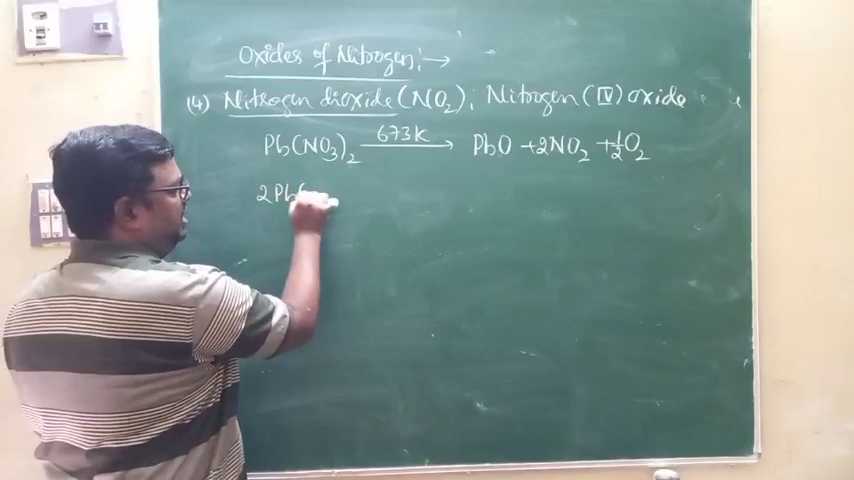 Oxides of Nitrogen:→
(4) Nitrogen dioxide (NO₂); Nitrogen (IV) oxide
Pb(NO₃)₂ —673K→ PbO + 2NO₂ + ½O₂
2Pb(